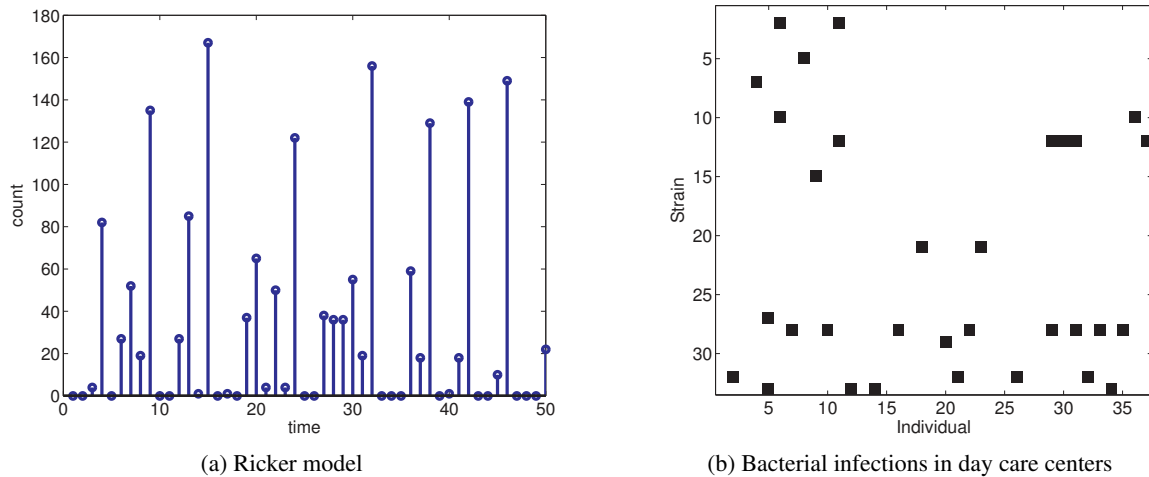 180
160
140
120
100
80
60
40
20
0
count
0 10 20 30 40 50
time
(a) Ricker model
5
10
15
20
25
30
Strain
5 10 15 20 25 30 35
Individual
(b) Bacterial infections in day care centers